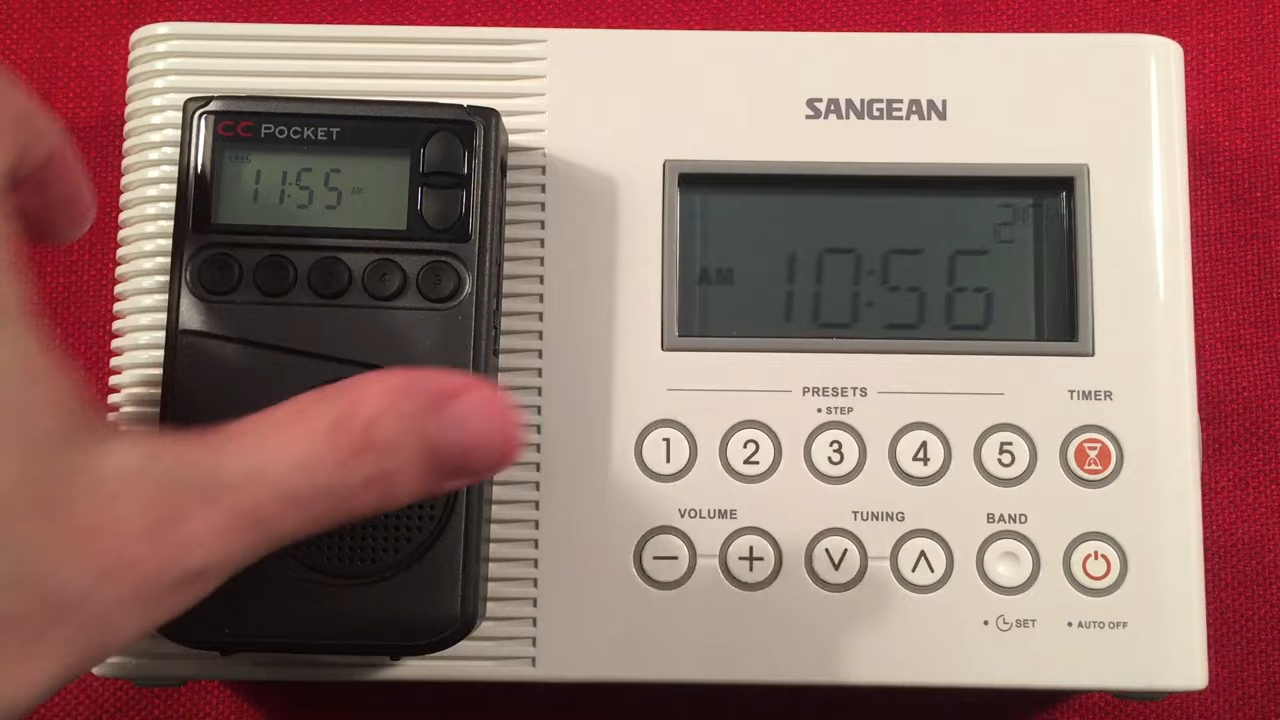 CC POCKET
11:55 AM
4
SANGEAN
AM 10:56
PRESETS
• STEP
TIMER
1 2 3 4 5
VOLUME TUNING BAND
− + ∨ ∧
• SET • AUTO OFF